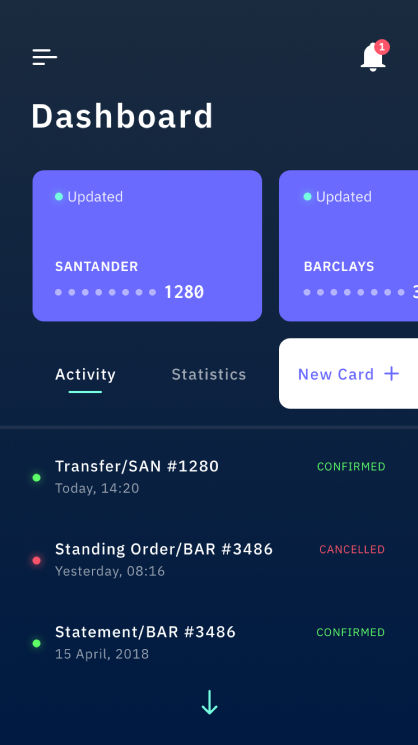 1
Dashboard
Updated
Updated
SANTANDER
BARCLAYS
1280
Activity
Statistics
New Card +
Transfer/SAN #1280
CONFIRMED
Today, 14:20
Standing Order/BAR #3486
CANCELLED
Yesterday, 08:16
Statement/BAR #3486
CONFIRMED
15 April, 2018